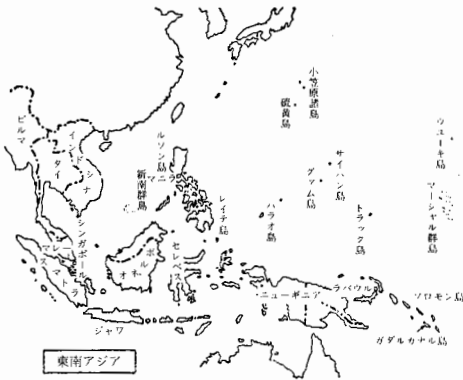 小笠原諸島
硫黄島
ウエーキ島
サイパン島
グァム島
マーシャル群島
トラック島
パラオ島
レイテ島
ルソン島
マニラ
新南群島
ビルマ
タイ
インドシナ
シンガポール
マレー
スマトラ
ボルネオ
セレベス
ジャワ
ニューギニア
ラバウル
ソロモン島
ガダルカナル島
東南アジア